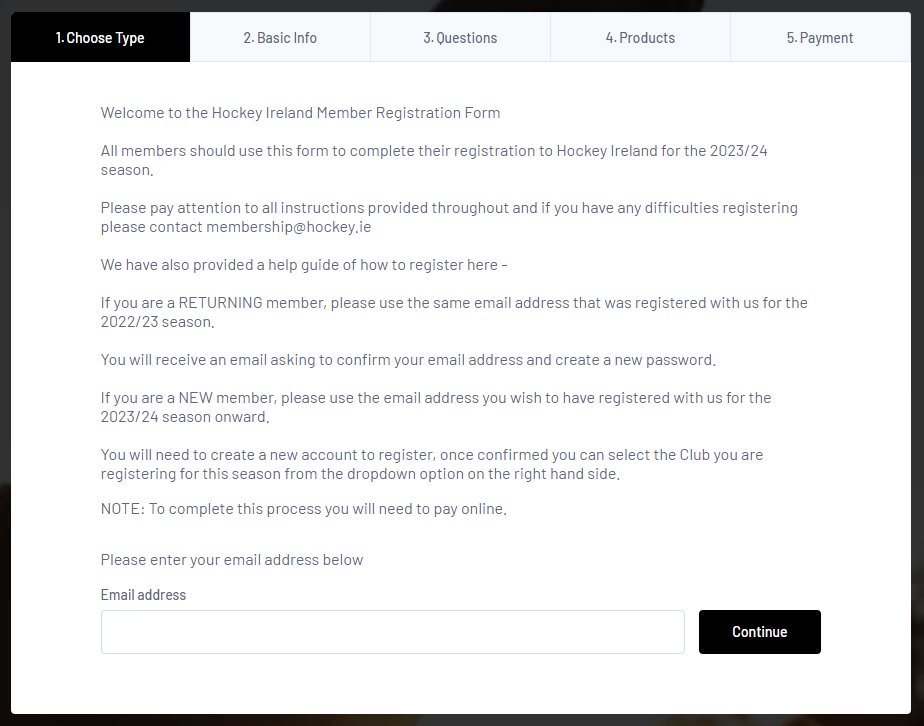 1. Choose Type
2. Basic Info
3. Questions
4. Products
5. Payment
Welcome to the Hockey Ireland Member Registration Form
All members should use this form to complete their registration to Hockey Ireland for the 2023/24
season.
Please pay attention to all instructions provided throughout and if you have any difficulties registering
please contact membership@hockey.ie
We have also provided a help guide of how to register here -
If you are a RETURNING member, please use the same email address that was registered with us for the
2022/23 season.
You will receive an email asking to confirm your email address and create a new password.
If you are a NEW member, please use the email address you wish to have registered with us for the
2023/24 season onward.
You will need to create a new account to register, once confirmed you can select the Club you are
registering for this season from the dropdown option on the right hand side.
NOTE: To complete this process you will need to pay online.
Please enter your email address below
Email address
Continue